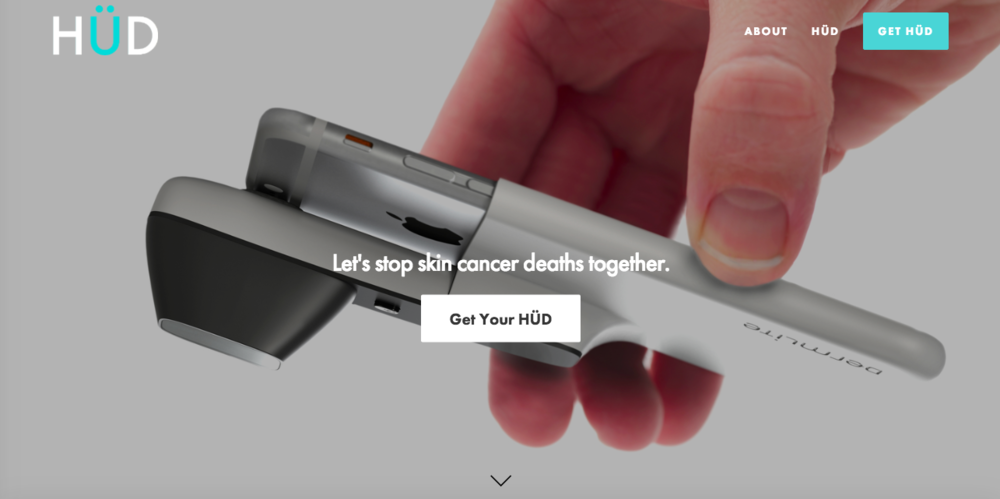 HÜD
ABOUT HÜD GET HÜD
Let's stop skin cancer deaths together.
Get Your HÜD
DermLite